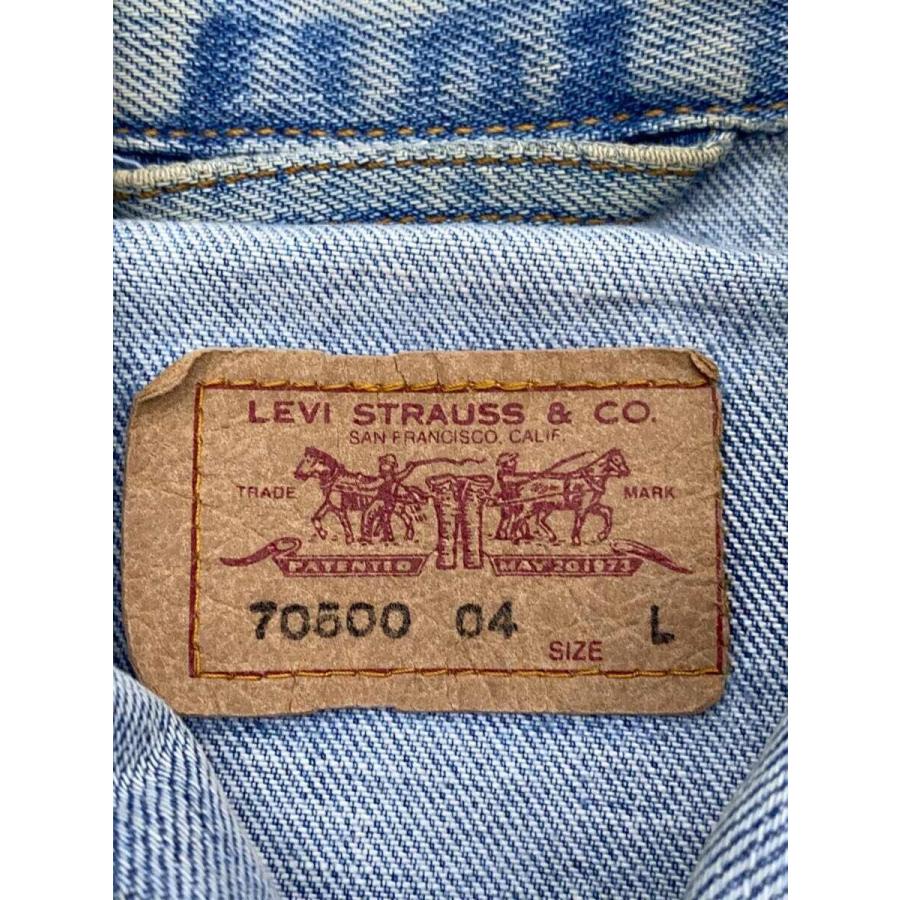 LEVI STRAUSS & CO.
SAN FRANCISCO, CALIF.
TRADE MARK
PATENTED MAY 20 1873
70500 04
SIZE L